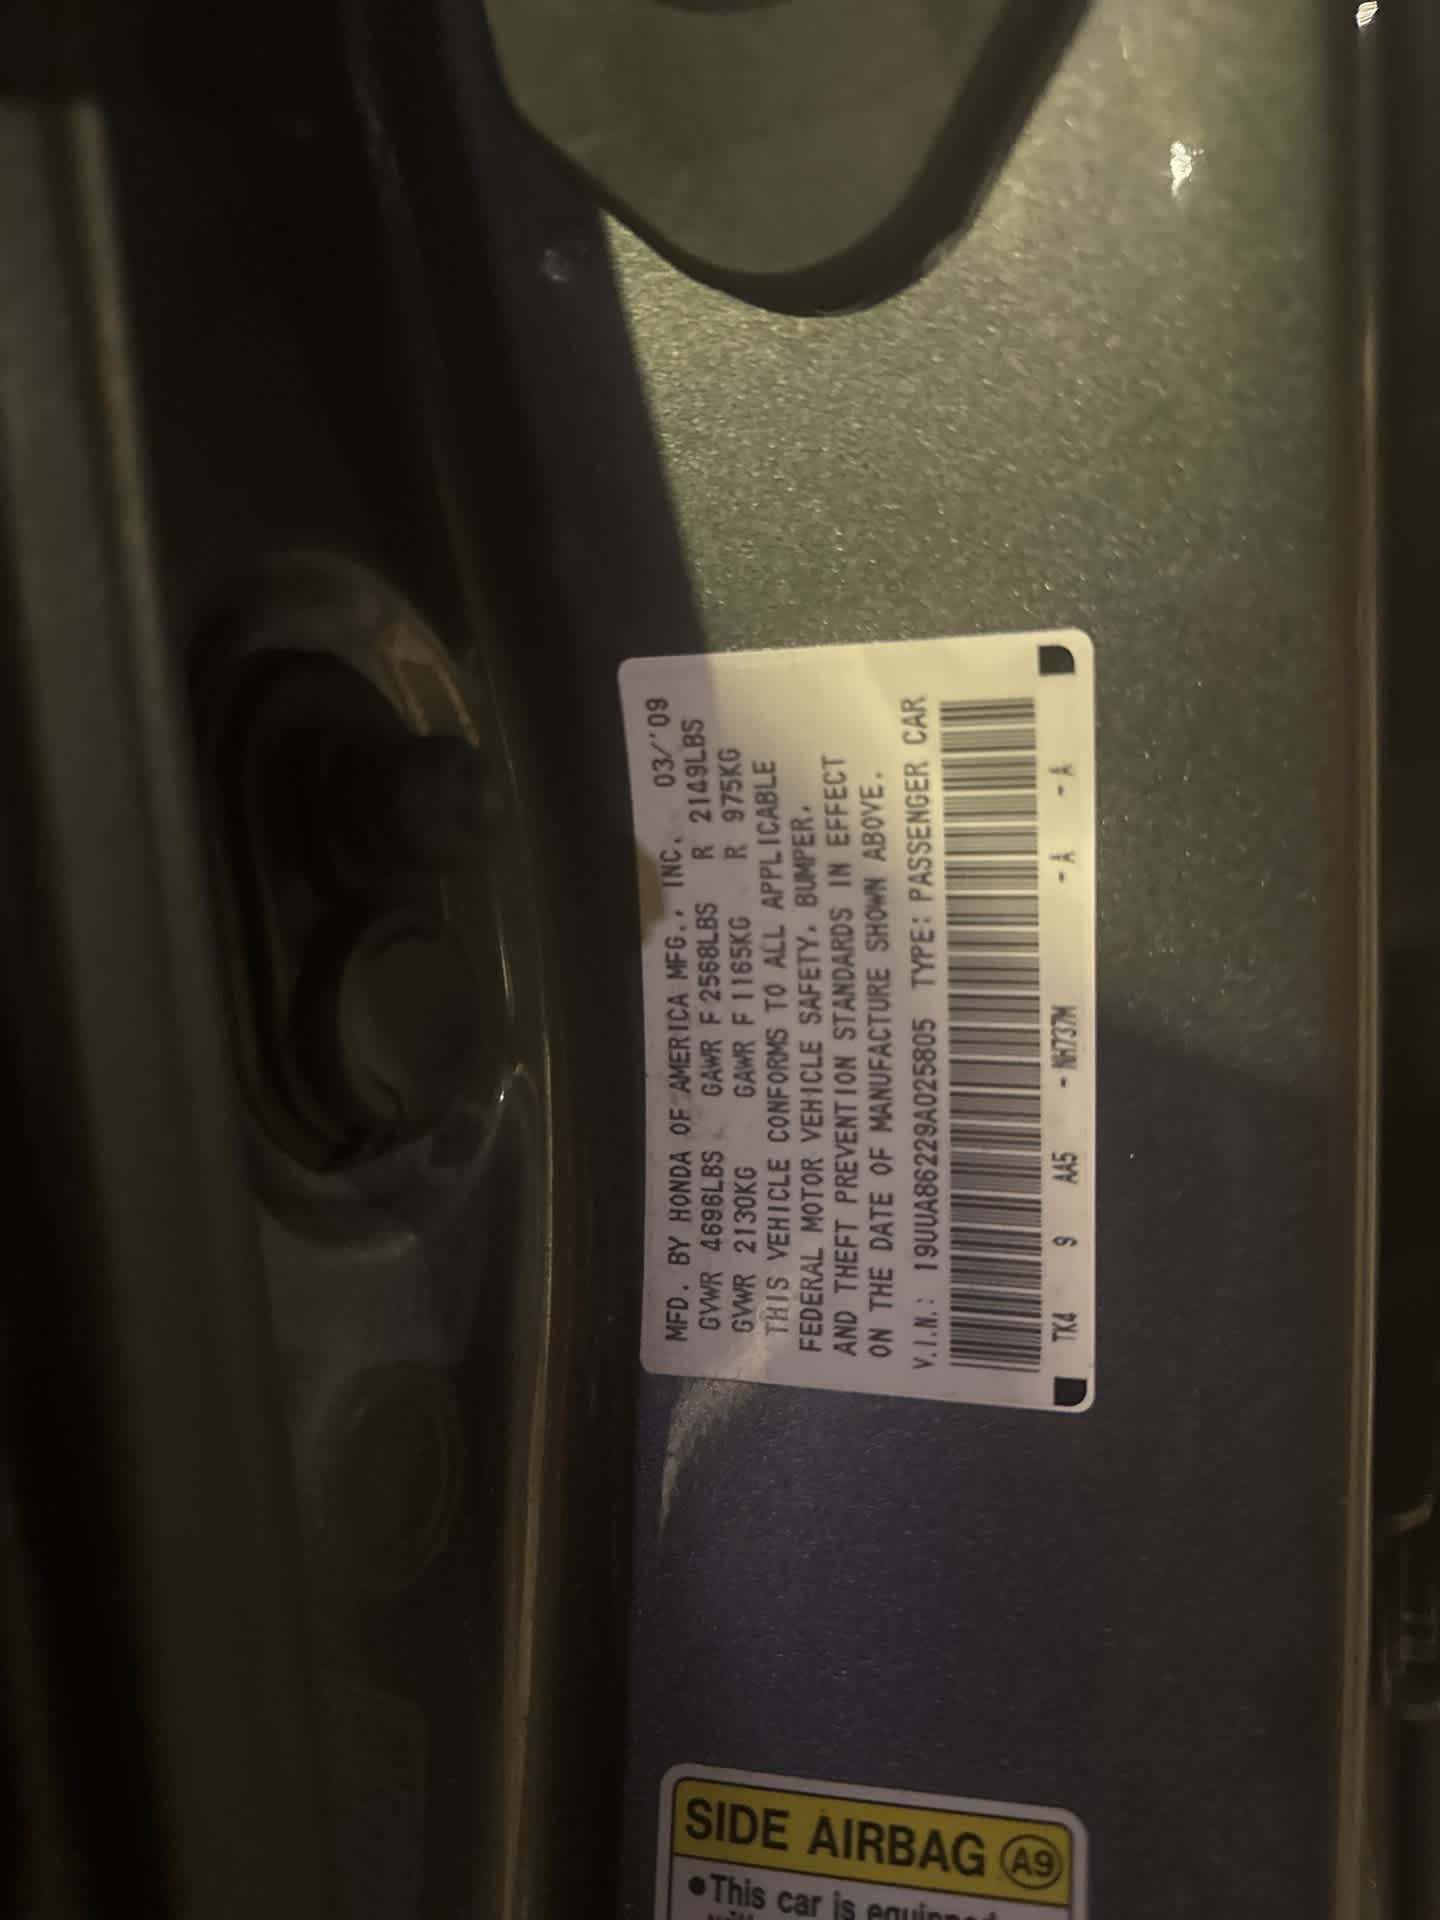 MFD. BY HONDA OF AMERICA MFG., INC. 03/'09
GVWR 4696LBS GAWR F 2568LBS R 2149LBS
GVWR 2130KG GAWR F 1165KG R 975KG
THIS VEHICLE CONFORMS TO ALL APPLICABLE
FEDERAL MOTOR VEHICLE SAFETY, BUMPER,
AND THEFT PREVENTION STANDARDS IN EFFECT
ON THE DATE OF MANUFACTURE SHOWN ABOVE.
V.I.N.: 19UUA86229A025805 TYPE: PASSENGER CAR
TK4 9 AA5 -NH737M -A -A
SIDE AIRBAG A9
•This car is equipped